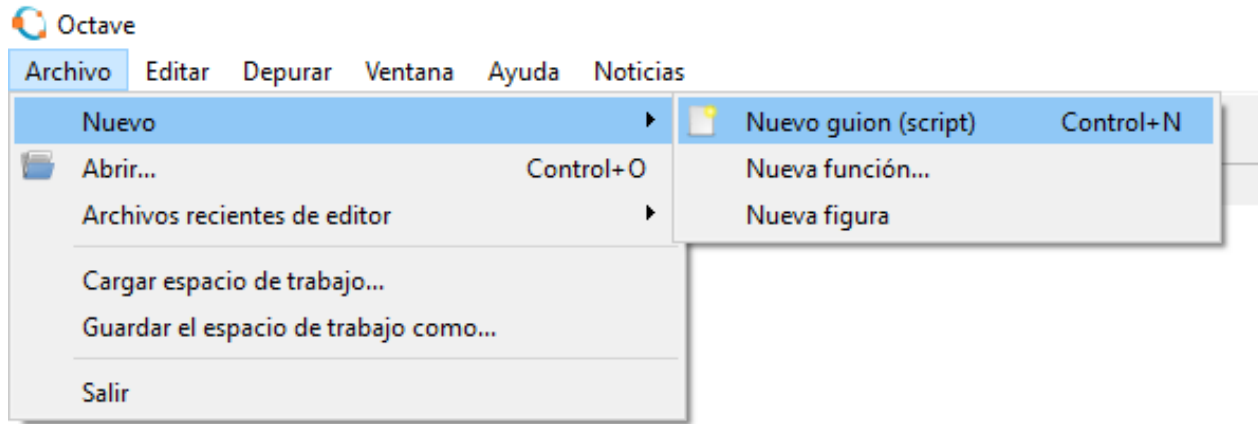 Octave
Archivo Editar Depurar Ventana Ayuda Noticias
Nuevo
Nuevo guion (script) Control+N
Abrir... Control+O
Nueva función...
Archivos recientes de editor
Nueva figura
Cargar espacio de trabajo...
Guardar el espacio de trabajo como...
Salir